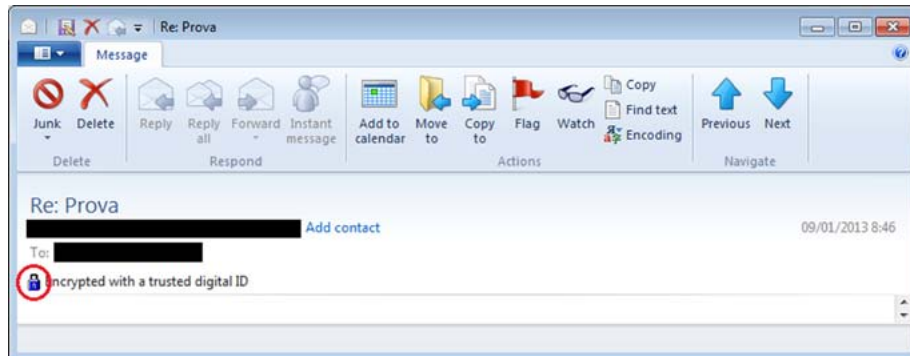 Re: Prova
Message
Junk
Delete
Reply
Reply all
Forward
Instant message
Add to calendar
Move to
Copy to
Flag
Watch
Copy
Find text
Encoding
Previous
Next
Delete
Respond
Actions
Navigate
Re: Prova
Add contact
09/01/2013 8:46
To:
Encrypted with a trusted digital ID